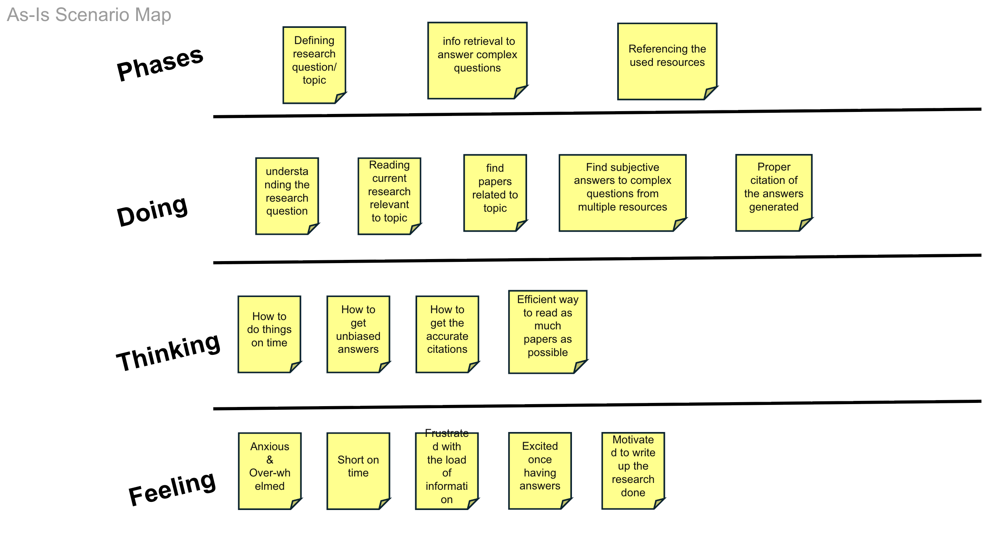 As-Is Scenario Map
Phases
Defining
research
question/
topic
info retrieval to
answer complex
questions
Referencing the
used resources
Doing
understa
nding the
research
question
Reading
current
research
relevant
to topic
find
papers
related to
topic
Find subjective
answers to complex
questions from
multiple resources
Proper
citation of
the answers
generated
Thinking
How to
do things
on time
How to
get
unbiased
answers
How to
get the
accurate
citations
Efficient way
to read as
much
papers as
possible
Feeling
Anxious
&
Over-wh
elmed
Short on
time
Frustrate
d with
the load
of
informati
on
Excited
once
having
answers
Motivate
d to write
up the
research
done